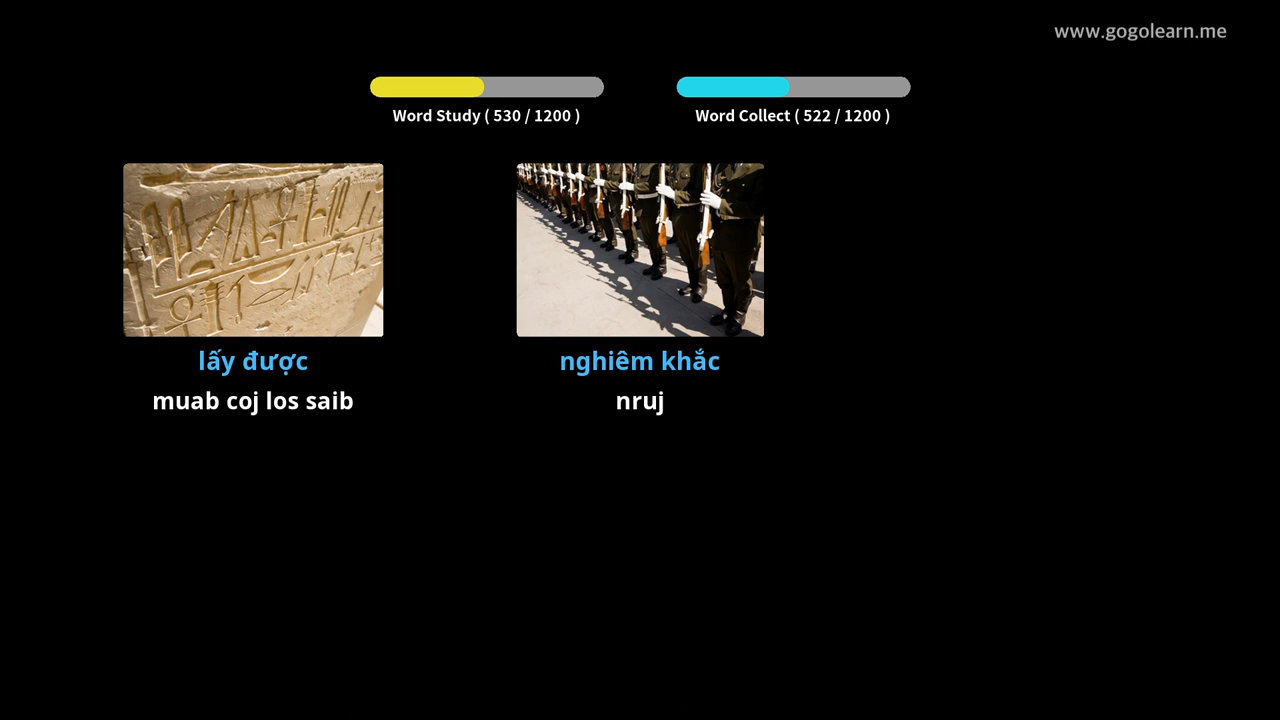 www.gogolearn.me
Word Study ( 530 / 1200 )
Word Collect ( 522 / 1200 )
lấy được
nghiêm khắc
muab coj los saib
nruj